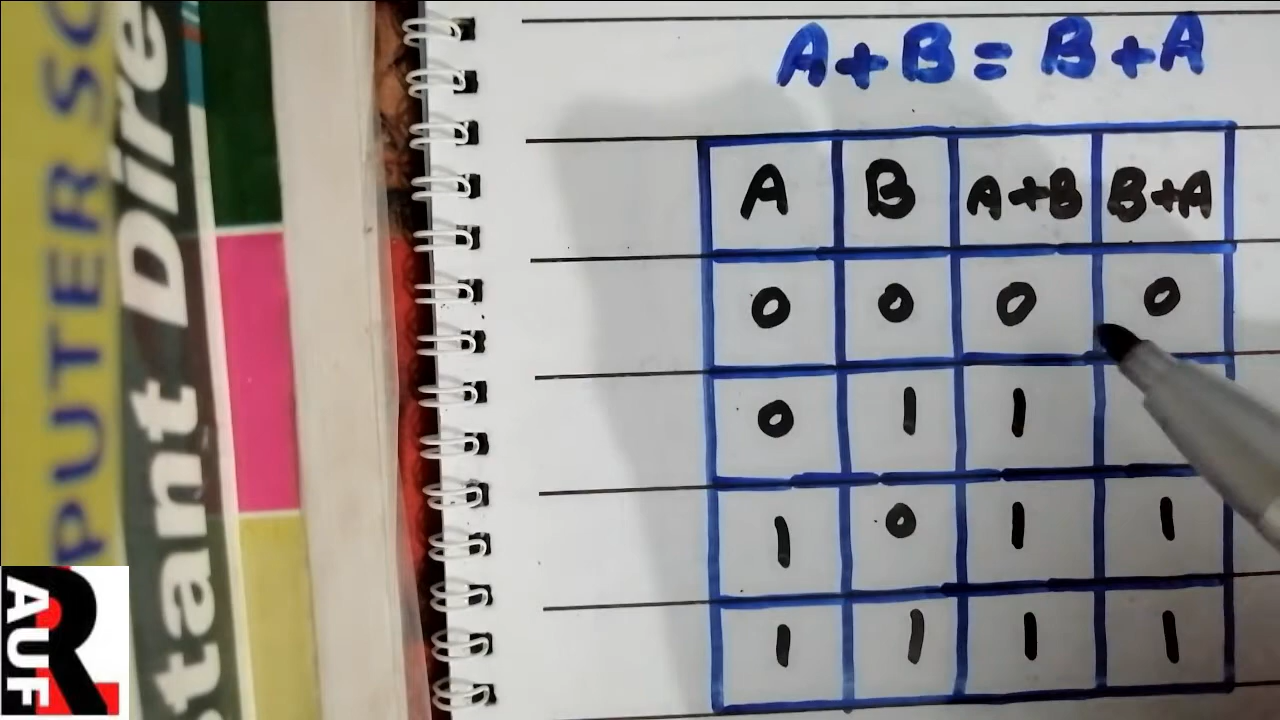 A+B=B+A
A B A+B B+A
0 0 0 0
0 1 1
1 0 1 1
1 1 1 1
PUTER SC
tant Dire
R
AUF